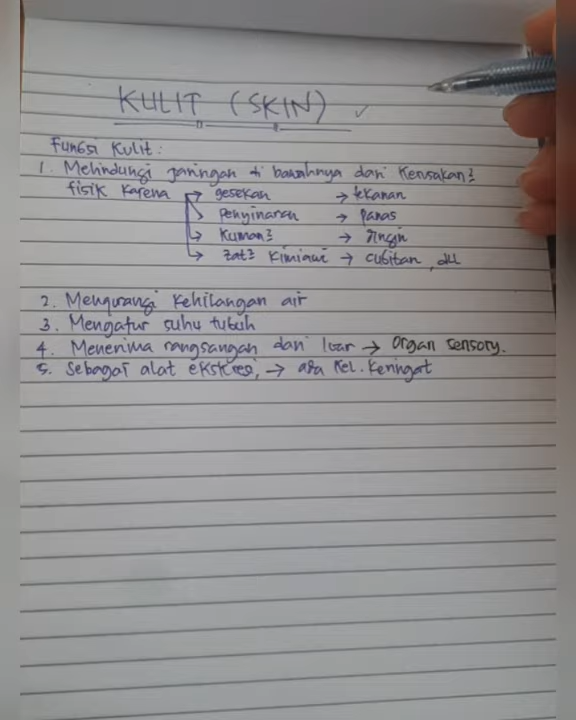 KULIT (SKIN) ✓
Fungsi Kulit :
1. Melindungi jaringan di bawahnya dari Kerusakan2
fisik karena → gesekan → tekanan
→ Penyinaran → panas
→ Kuman2 → dingin
→ Zat2 kimiawi → cubitan, dll
2. Mengurangi kehilangan air
3. Mengatur suhu tubuh
4. Menerima rangsangan dari luar → Organ sensory.
5. Sebagai alat ekskresi, → ada kel. keringat